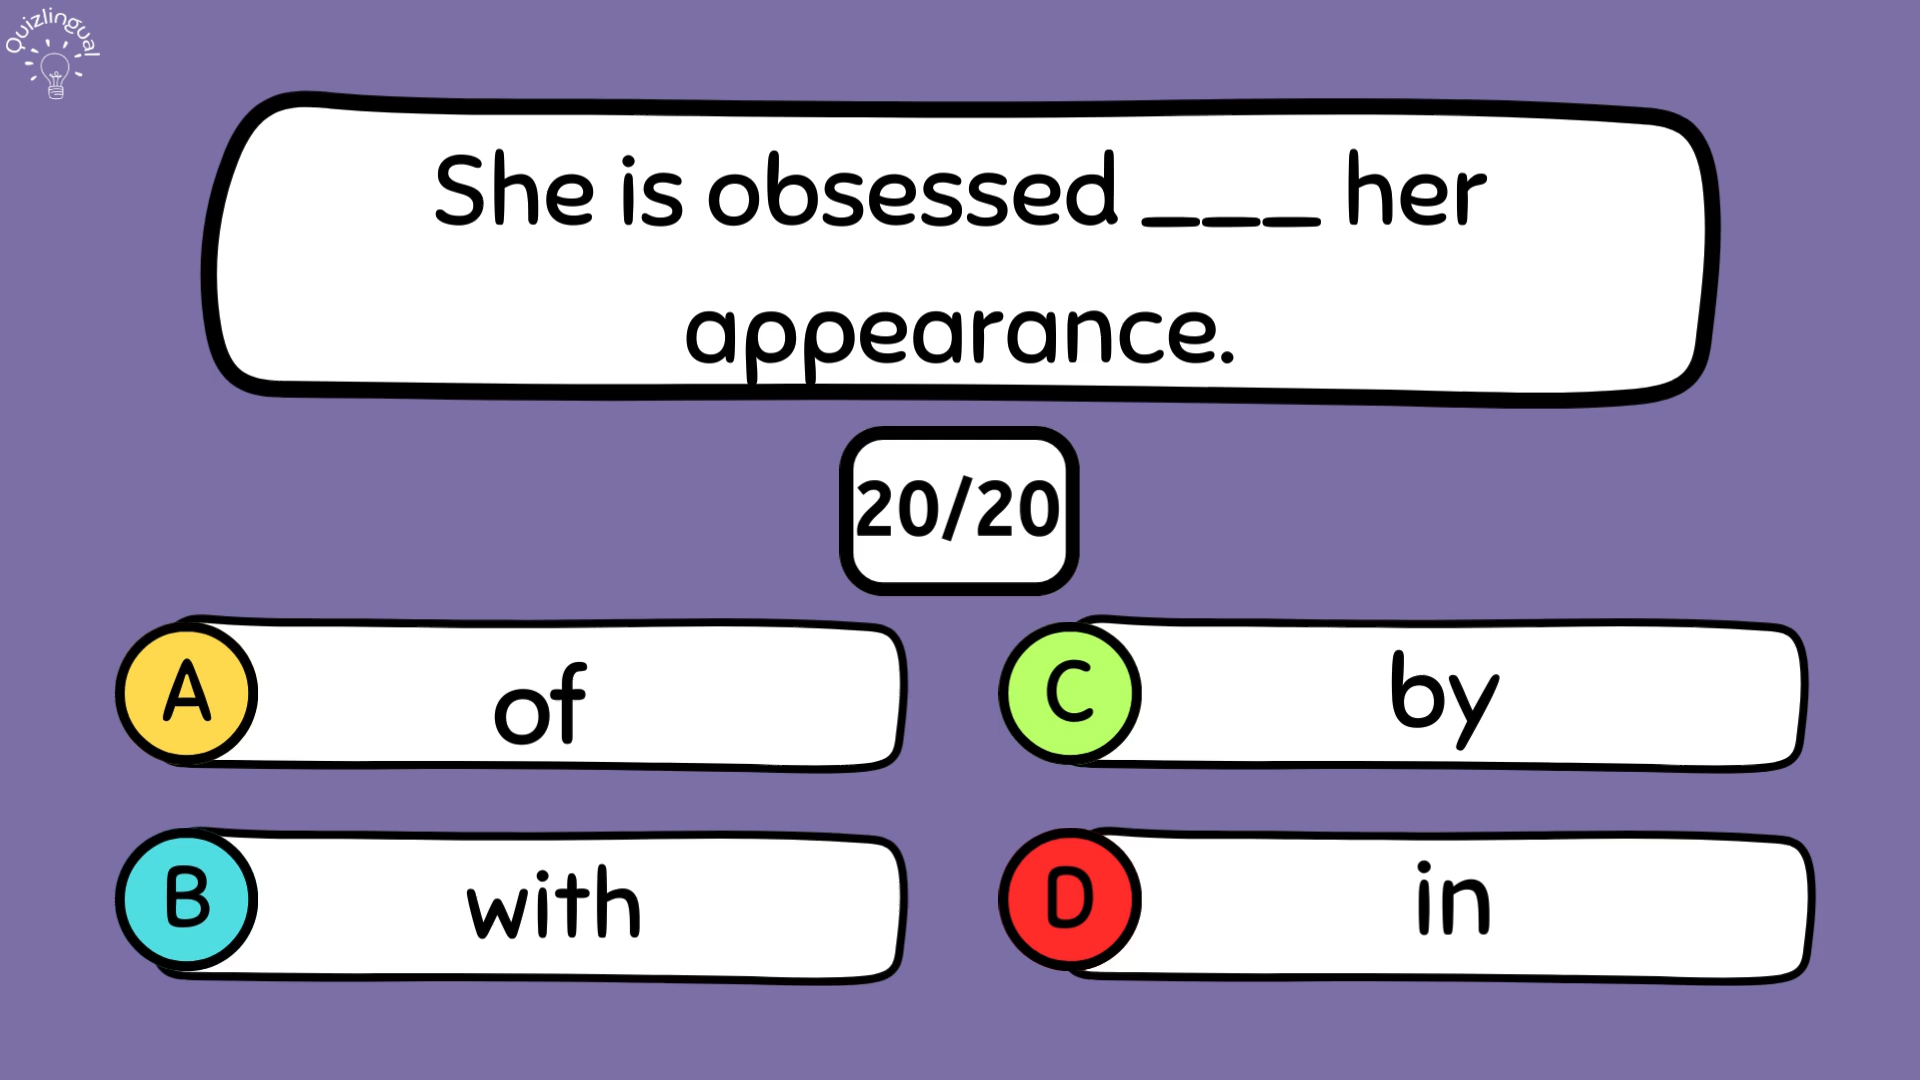 Quizlingual
She is obsessed ___ her
appearance.
20/20
A of
C by
B with
D in